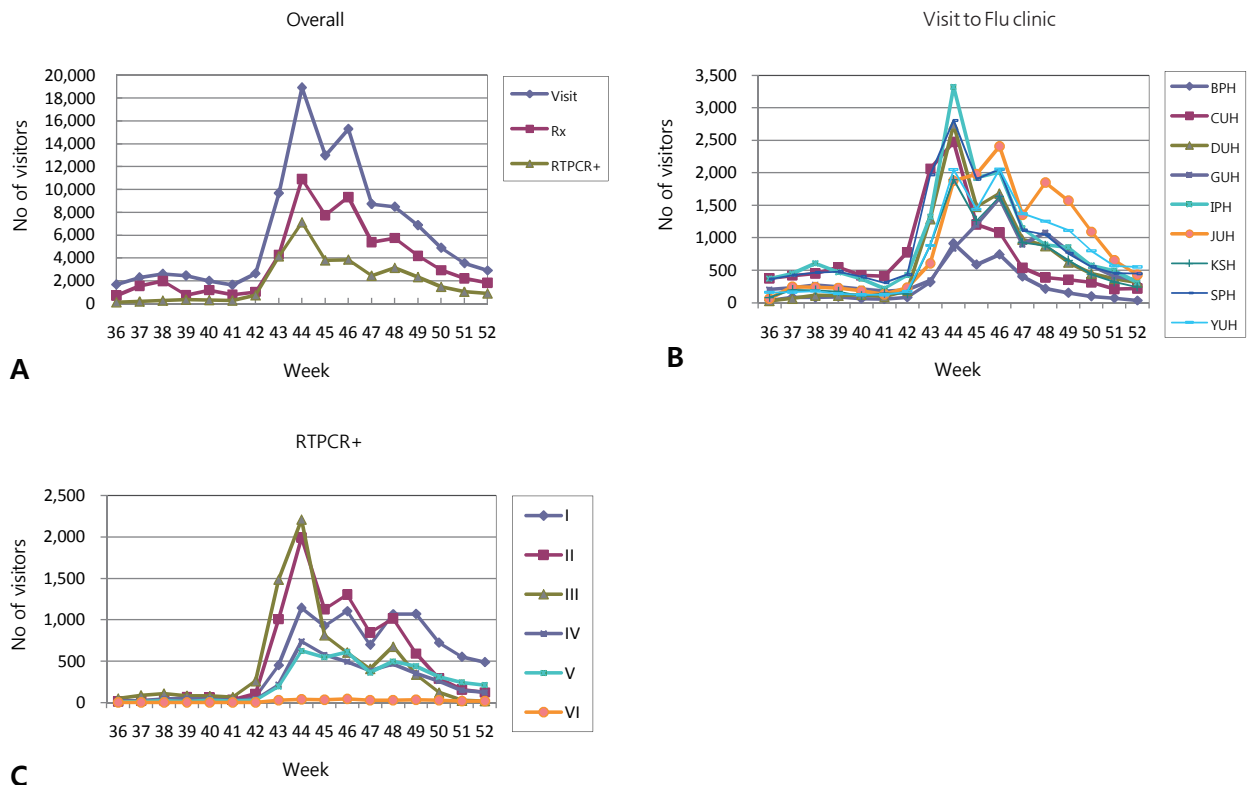 Overall
No of visitors
20,000
18,000
16,000
14,000
12,000
10,000
8,000
6,000
4,000
2,000
0
36 37 38 39 40 41 42 43 44 45 46 47 48 49 50 51 52
Week
Visit
Rx
RTPCR+
A
Visit to Flu clinic
No of visitors
3,500
3,000
2,500
2,000
1,500
1,000
500
0
36 37 38 39 40 41 42 43 44 45 46 47 48 49 50 51 52
Week
BPH
CUH
DUH
GUH
IPH
JUH
KSH
SPH
YUH
B
RTPCR+
No of visitors
2,500
2,000
1,500
1,000
500
0
36 37 38 39 40 41 42 43 44 45 46 47 48 49 50 51 52
Week
I
II
III
IV
V
VI
C